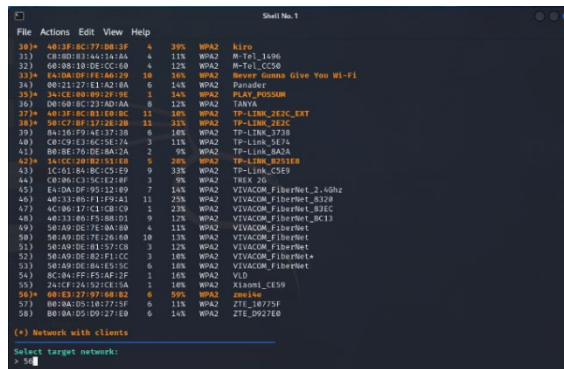 Shell No. 1
File Actions Edit View Help
30)* 40:3F:8C:77:D8:3F 4 39% WPA2 kiro
31) C8:8D:83:44:14:A4 4 11% WPA2 M-Tel_1496
32) 60:08:10:DE:CC:60 4 12% WPA2 M-Tel_CC50
33)* E4:DA:DF:FE:A6:29 10 16% WPA2 Never Gunna Give You Wi-Fi
34) 00:21:27:E1:A2:0A 6 14% WPA2 Panader
35)* 34:CE:00:09:2F:9E 1 14% WPA2 PLAY_POSSUM
36) D0:60:8C:23:AD:AA 8 12% WPA2 TANYA
37)* 40:3F:8C:B1:E0:BC 11 10% WPA2 TP-LINK_2E2C_EXT
38)* 50:C7:BF:17:2E:2B 11 31% WPA2 TP-LINK_2E2C
39) 84:16:F9:4E:37:38 6 10% WPA2 TP-LINK_3738
40) C0:C9:E3:6C:5E:74 3 11% WPA2 TP-Link_5E74
41) B0:BE:76:DE:8A:2A 2 9% WPA2 TP-Link_8A2A
42)* 14:CC:20:B2:51:E8 5 28% WPA2 TP-LINK_B251E8
43) 1C:61:B4:BC:C5:E9 9 33% WPA2 TP-Link_C5E9
44) C0:06:C3:5C:E2:0F 3 9% WPA2 TREX 2G
45) E4:DA:DF:95:12:09 7 14% WPA2 VIVACOM_FiberNet_2.4Ghz
46) 40:33:06:F1:F9:A1 11 25% WPA2 VIVACOM_FiberNet_8320
47) 4C:06:17:C1:CB:C9 1 23% WPA2 VIVACOM_FiberNet_83EC
48) 40:33:06:F5:88:D1 9 12% WPA2 VIVACOM_FiberNet_BC13
49) 50:A9:DE:7E:0A:80 4 11% WPA2 VIVACOM_FiberNet
50) 50:A9:DE:7E:26:60 10 13% WPA2 VIVACOM_FiberNet
51) 50:A9:DE:81:57:C8 3 12% WPA2 VIVACOM_FiberNet
52) 50:A9:DE:82:F1:CC 3 10% WPA2 VIVACOM_FiberNet*
53) 50:A9:DE:84:E5:5C 6 18% WPA2 VIVACOM_FiberNet
54) 8C:04:FF:F5:AF:2F 1 16% WPA2 VLD
55) 24:CF:24:52:CE:5A 1 10% WPA2 Xiaomi_CE59
56)* 60:E3:27:97:68:B2 6 59% WPA2 zmei4e
57) B0:0A:D5:10:77:5F 6 11% WPA2 ZTE_10775F
58) B0:0A:D5:D9:27:E0 6 14% WPA2 ZTE_D927E0
(*) Network with clients
Select target network:
> 56